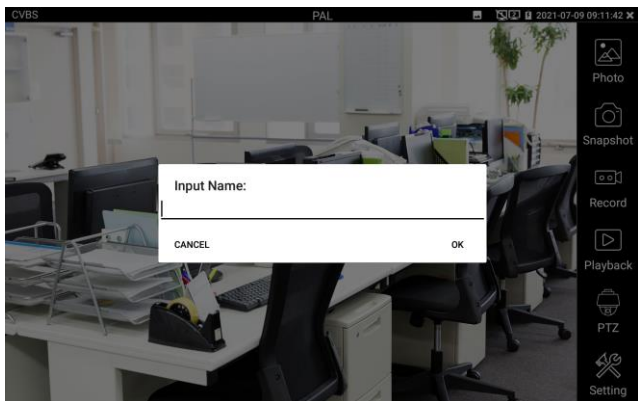 CVBS
PAL
2021-07-09 09:11:42
Photo
Snapshot
Input Name:
Record
CANCEL
OK
Playback
PTZ
Setting